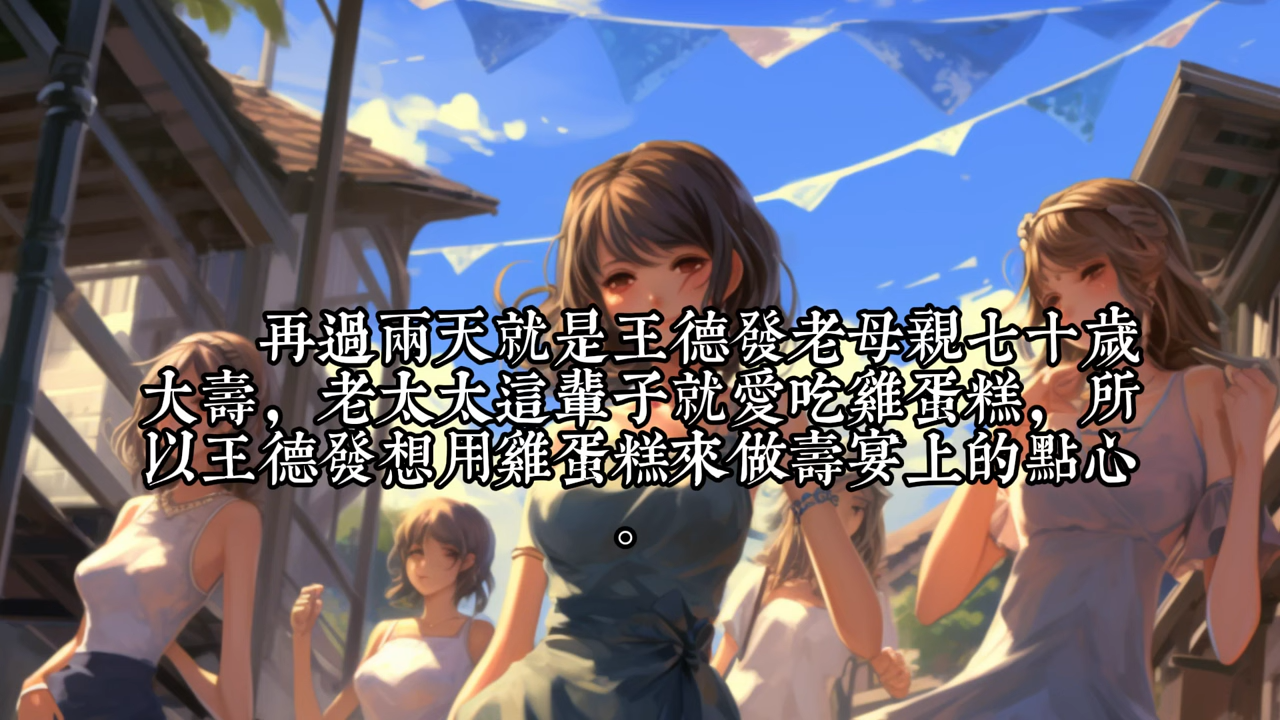 再過兩天就是王德發老母親七十歲
大壽，老太太這輩子就愛吃雞蛋糕，所
以王德發想用雞蛋糕來做壽宴上的點心
。